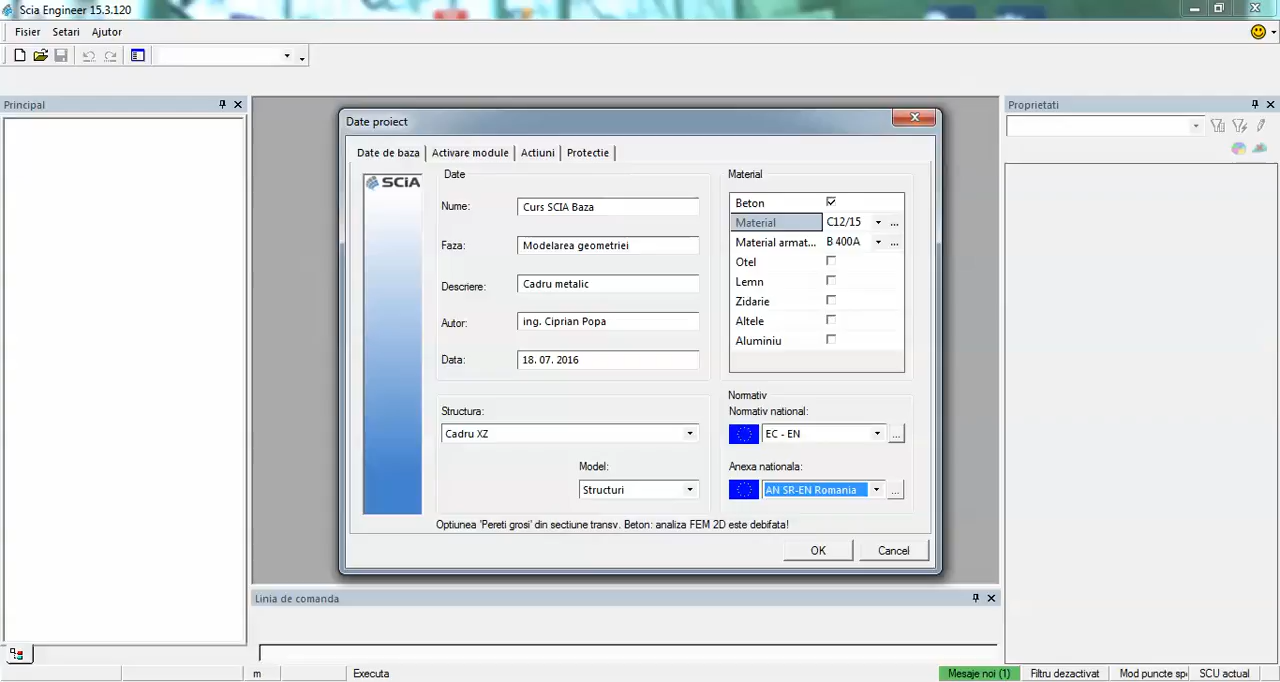 Scia Engineer 15.3.120
Fisier Setari Ajutor
Principal
Proprietati
Date proiect
Date de baza Activare module Actiuni Protectie
SCIA
Date
Nume: Curs SCIA Baza
Faza: Modelarea geometriei
Descriere: Cadru metalic
Autor: ing. Ciprian Popa
Data: 18. 07. 2016
Material
Beton
Material C12/15 ...
Material armat... B 400A ...
Otel
Lemn
Zidarie
Altele
Aluminiu
Structura:
Cadru XZ
Model:
Structuri
Normativ
Normativ national:
EC - EN ...
Anexa nationala:
AN SR-EN Romania ...
Optiunea 'Pereti grosi' din sectiune transv. Beton: analiza FEM 2D este debifata!
OK Cancel
Linia de comanda
m Executa Mesaje noi (1) Filtru dezactivat Mod puncte spe SCU actual